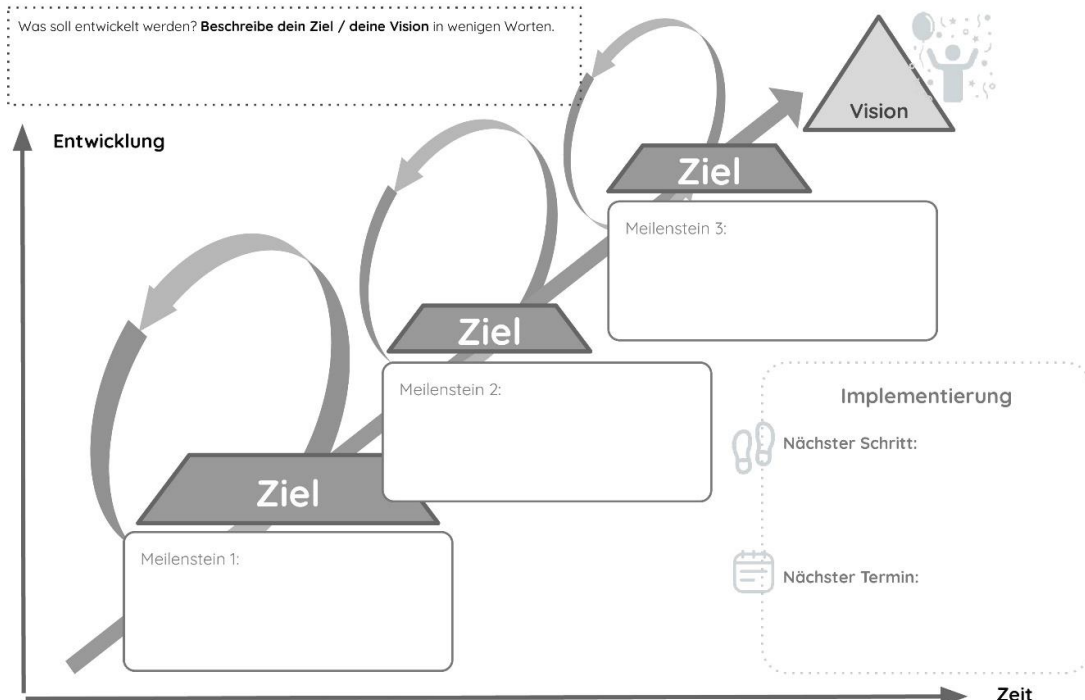 Was soll entwickelt werden? Beschreibe dein Ziel / deine Vision in wenigen Worten.
Vision
Entwicklung
Ziel
Meilenstein 3:
Ziel
Meilenstein 2:
Ziel
Meilenstein 1:
Implementierung
Nächster Schritt:
Nächster Termin:
Zeit